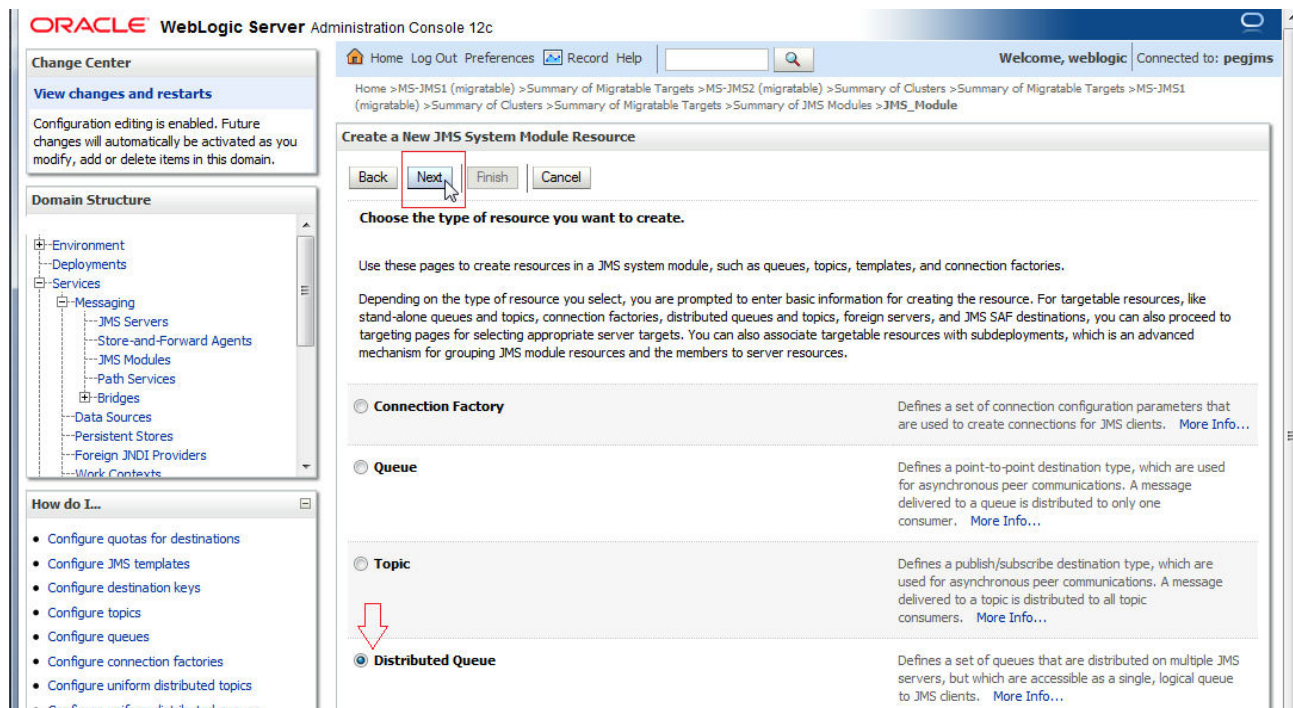 ORACLE WebLogic Server Administration Console 12c
Change Center
View changes and restarts
Configuration editing is enabled. Future
changes will automatically be activated as you
modify, add or delete items in this domain.
Domain Structure
Environment
Deployments
Services
Messaging
JMS Servers
Store-and-Forward Agents
JMS Modules
Path Services
Bridges
Data Sources
Persistent Stores
Foreign JNDI Providers
Work Contexts
How do I...
Configure quotas for destinations
Configure JMS templates
Configure destination keys
Configure topics
Configure queues
Configure connection factories
Configure uniform distributed topics
Home Log Out Preferences Record Help
Welcome, weblogic Connected to: pegjms
Home >MS-JMS1 (migratable) >Summary of Migratable Targets >MS-JMS2 (migratable) >Summary of Clusters >Summary of Migratable Targets >MS-JMS1
(migratable) >Summary of Clusters >Summary of Migratable Targets >Summary of JMS Modules >JMS_Module
Create a New JMS System Module Resource
Back Next Finish Cancel
Choose the type of resource you want to create.
Use these pages to create resources in a JMS system module, such as queues, topics, templates, and connection factories.
Depending on the type of resource you select, you are prompted to enter basic information for creating the resource. For targetable resources, like
stand-alone queues and topics, connection factories, distributed queues and topics, foreign servers, and JMS SAF destinations, you can also proceed to
targeting pages for selecting appropriate server targets. You can also associate targetable resources with subdeployments, which is an advanced
mechanism for grouping JMS module resources and the members to server resources.
Connection Factory
Defines a set of connection configuration parameters that
are used to create connections for JMS clients. More Info...
Queue
Defines a point-to-point destination type, which are used
for asynchronous peer communications. A message
delivered to a queue is distributed to only one
consumer. More Info...
Topic
Defines a publish/subscribe destination type, which are
used for asynchronous peer communications. A message
delivered to a topic is distributed to all topic
consumers. More Info...
Distributed Queue
Defines a set of queues that are distributed on multiple JMS
servers, but which are accessible as a single, logical queue
to JMS clients. More Info...